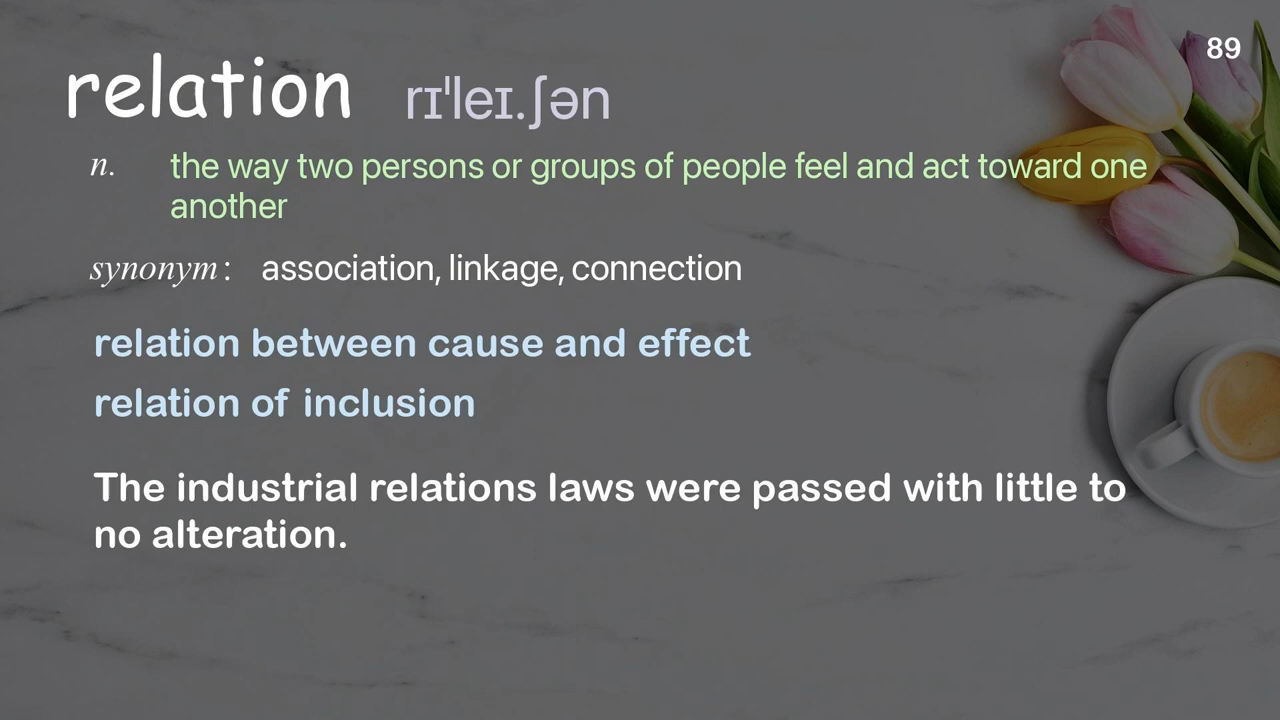 89
relation rɪˈleɪ.ʃən
n. the way two persons or groups of people feel and act toward one
another
synonym: association, linkage, connection
relation between cause and effect
relation of inclusion
The industrial relations laws were passed with little to
no alteration.